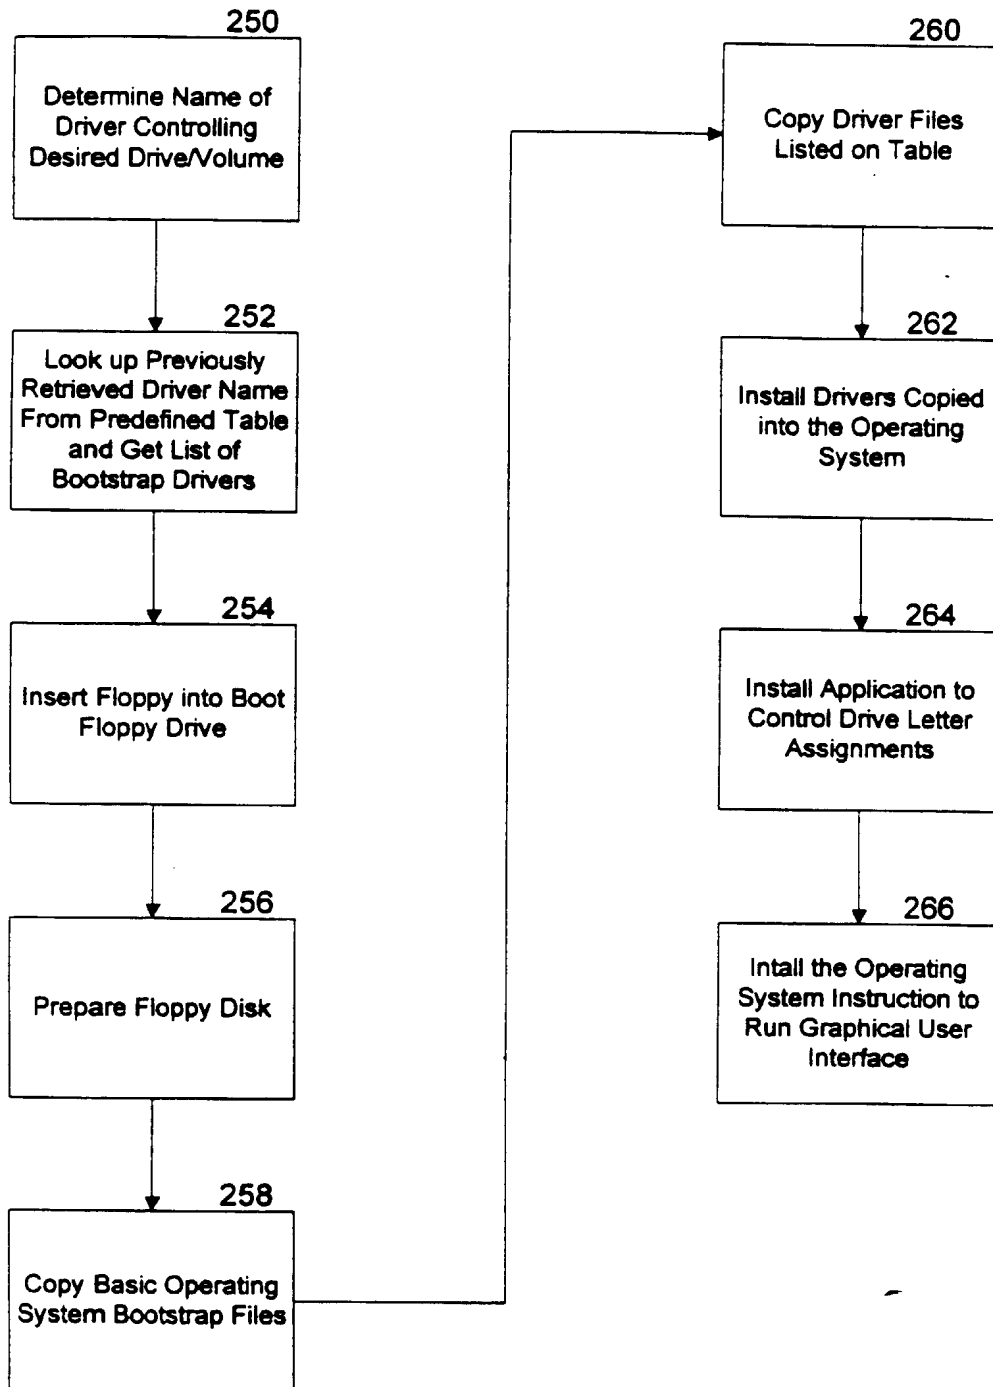 250
Determine Name of
Driver Controlling
Desired Drive/Volume
252
Look up Previously
Retrieved Driver Name
From Predefined Table
and Get List of
Bootstrap Drivers
254
Insert Floppy into Boot
Floppy Drive
256
Prepare Floppy Disk
258
Copy Basic Operating
System Bootstrap Files
260
Copy Driver Files
Listed on Table
262
Install Drivers Copied
into the Operating
System
264
Install Application to
Control Drive Letter
Assignments
266
Intall the Operating
System Instruction to
Run Graphical User
Interface